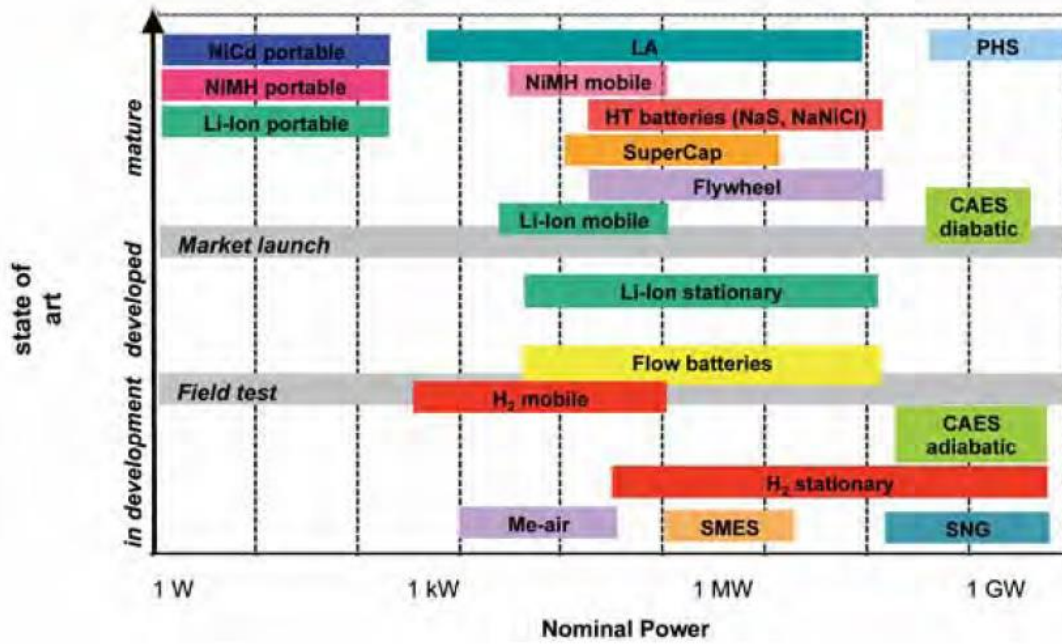 NiCd portable
LA
PHS
NiMH portable
NiMH mobile
Li-Ion portable
HT batteries (NaS, NaNiCl)
SuperCap
Flywheel
Li-Ion mobile
CAES
diabatic
Market launch
Li-Ion stationary
Flow batteries
Field test
H₂ mobile
CAES
adiabatic
H₂ stationary
Me-air
SMES
SNG
mature
developed
in development
state of
art
1 W
1 kW
1 MW
1 GW
Nominal Power